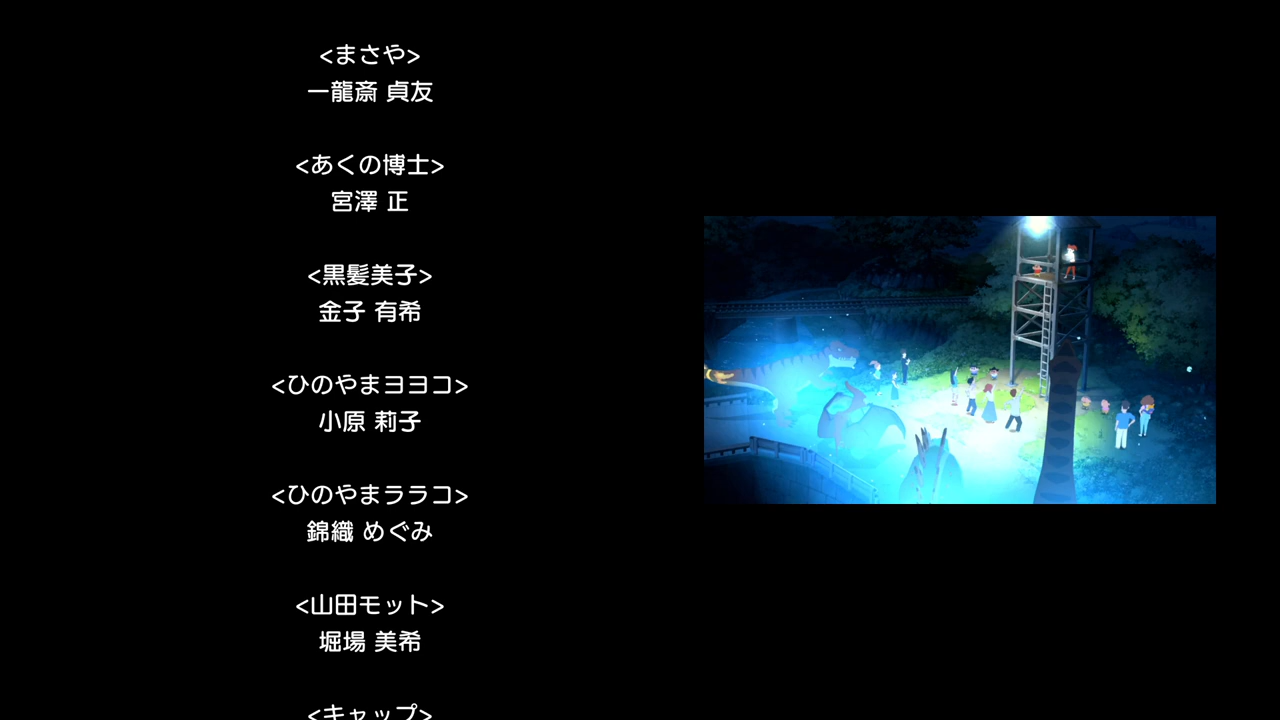 <まさや>
一龍斎 貞友
<あくの博士>
宮澤 正
<黒髪美子>
金子 有希
<ひのやまヨヨコ>
小原 莉子
<ひのやまララコ>
錦織 めぐみ
<山田モット>
堀場 美希
<キャップ>